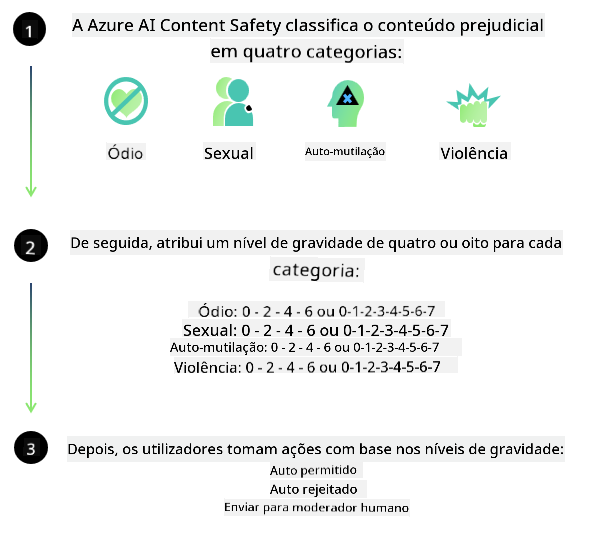 1
A Azure AI Content Safety classifica o conteúdo prejudicial
em quatro categorias:
Ódio
Sexual
Auto-mutilação
Violência
2
De seguida, atribui um nível de gravidade de quatro ou oito para cada
categoria:
Ódio: 0 - 2 - 4 - 6 ou 0-1-2-3-4-5-6-7
Sexual: 0 - 2 - 4 - 6 ou 0-1-2-3-4-5-6-7
Auto-mutilação: 0 - 2 - 4 - 6 ou 0-1-2-3-4-5-6-7
Violência: 0 - 2 - 4 - 6 ou 0-1-2-3-4-5-6-7
3
Depois, os utilizadores tomam ações com base nos níveis de gravidade:
Auto permitido
Auto rejeitado
Enviar para moderador humano